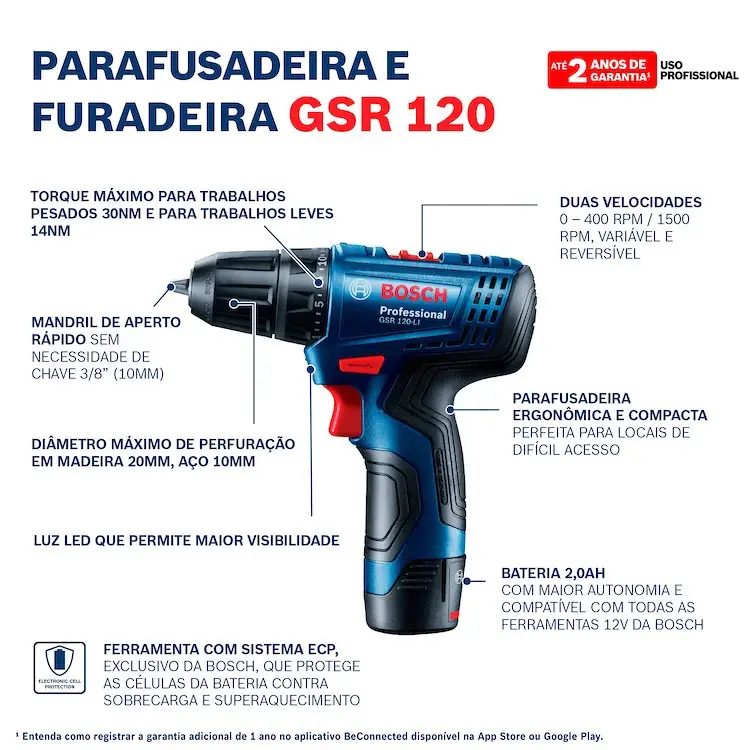 PARAFUSADEIRA E
FURADEIRA GSR 120
ATÉ 2 ANOS DE
GARANTIA¹
USO
PROFISSIONAL
TORQUE MÁXIMO PARA TRABALHOS
PESADOS 30NM E PARA TRABALHOS LEVES
14NM
DUAS VELOCIDADES
0 – 400 RPM / 1500
RPM, VARIÁVEL E
REVERSÍVEL
10
5
1
BOSCH
Professional
GSR 120-LI
MANDRIL DE APERTO
RÁPIDO SEM
NECESSIDADE DE
CHAVE 3/8” (10MM)
PARAFUSADEIRA
ERGONÔMICA E COMPACTA
PERFEITA PARA LOCAIS DE
DIFÍCIL ACESSO
DIÂMETRO MÁXIMO DE PERFURAÇÃO
EM MADEIRA 20MM, AÇO 10MM
LUZ LED QUE PERMITE MAIOR VISIBILIDADE
BATERIA 2,0AH
COM MAIOR AUTONOMIA E
COMPATÍVEL COM TODAS AS
FERRAMENTAS 12V DA BOSCH
ELECTRONIC CELL
PROTECTION
FERRAMENTA COM SISTEMA ECP,
EXCLUSIVO DA BOSCH, QUE PROTEGE
AS CÉLULAS DA BATERIA CONTRA
SOBRECARGA E SUPERAQUECIMENTO
¹ Entenda como registrar a garantia adicional de 1 ano no aplicativo BeConnected disponível na App Store ou Google Play.